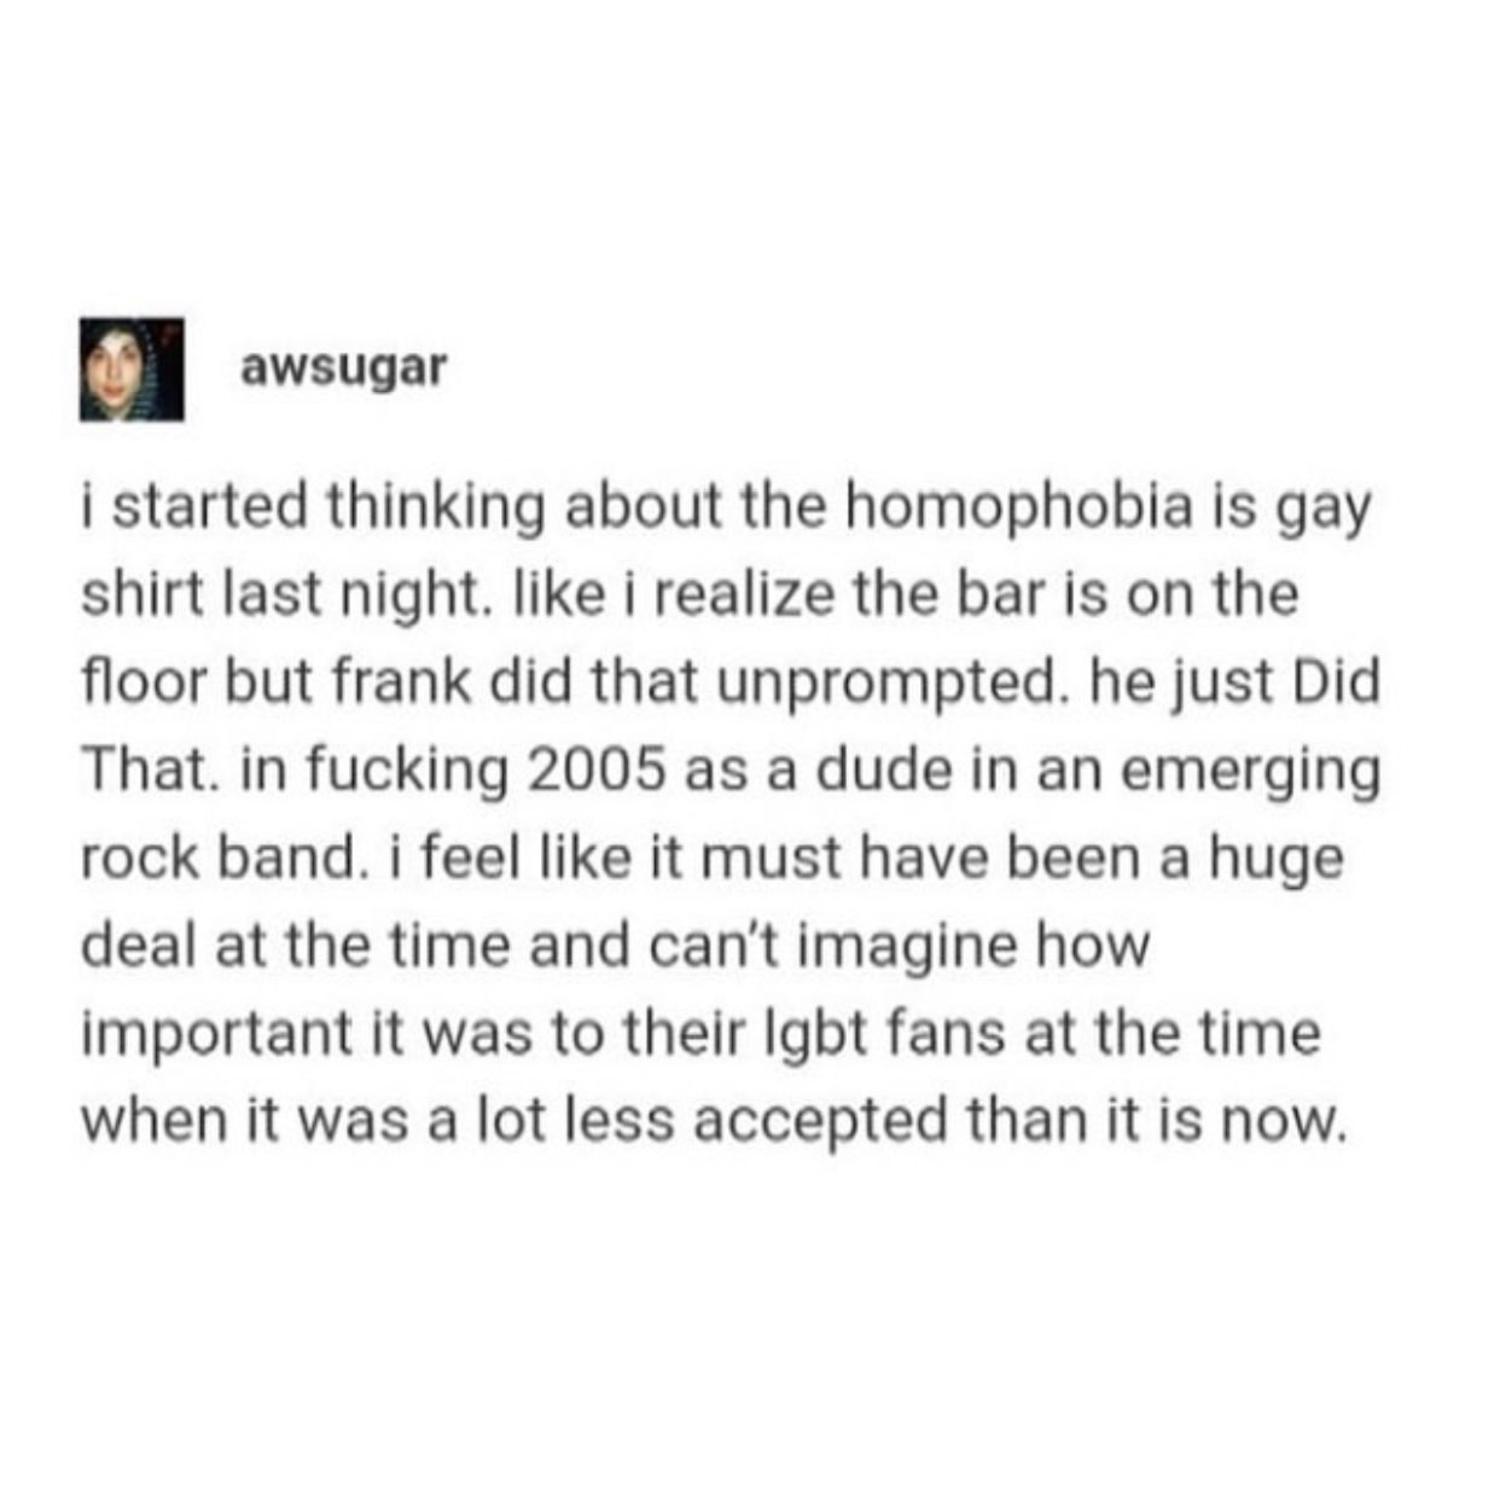 awsugar
i started thinking about the homophobia is gay
shirt last night. like i realize the bar is on the
floor but frank did that unprompted. he just Did
That. in fucking 2005 as a dude in an emerging
rock band. i feel like it must have been a huge
deal at the time and can't imagine how
important it was to their lgbt fans at the time
when it was a lot less accepted than it is now.